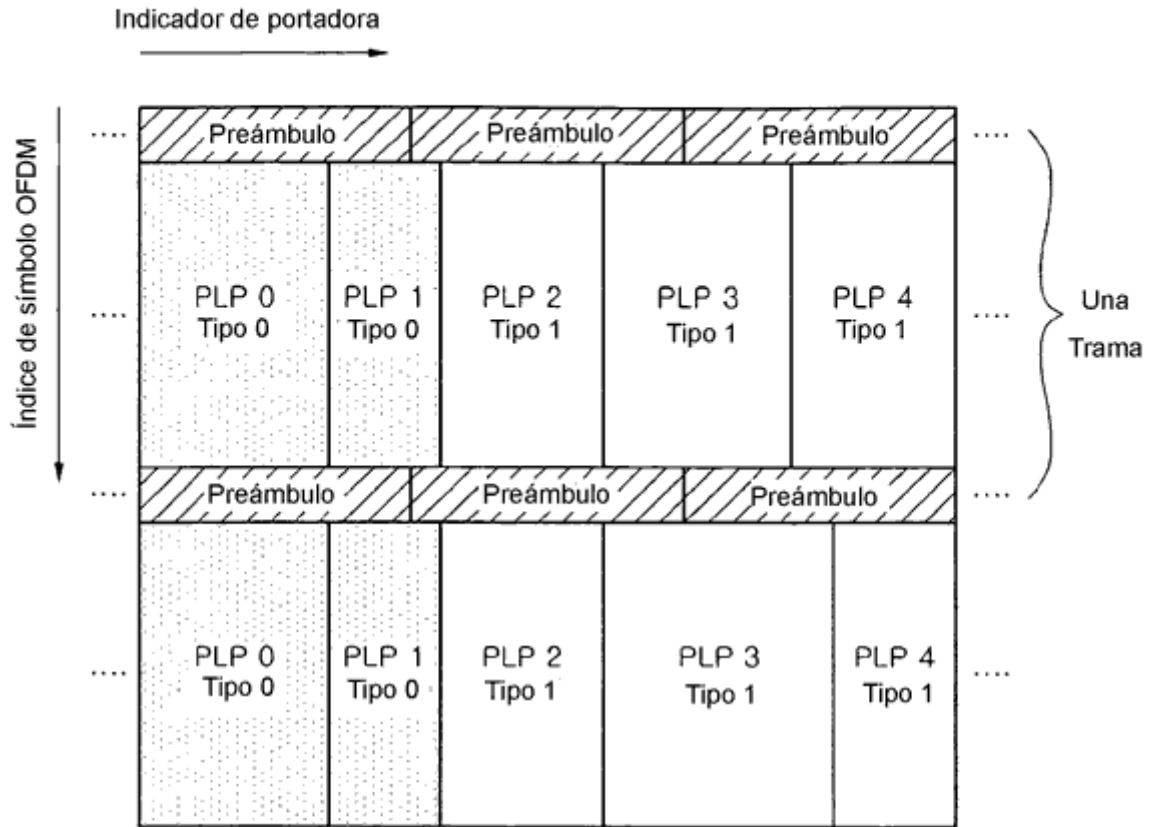 Indicador de portadora
Índice de símbolo OFDM
.... Preámbulo Preámbulo Preámbulo ....
.... PLP 0 PLP 1 PLP 2 PLP 3 PLP 4 ....
Tipo 0 Tipo 0 Tipo 1 Tipo 1 Tipo 1
Una
Trama
.... Preámbulo Preámbulo Preámbulo ....
.... PLP 0 PLP 1 PLP 2 PLP 3 PLP 4 ....
Tipo 0 Tipo 0 Tipo 1 Tipo 1 Tipo 1